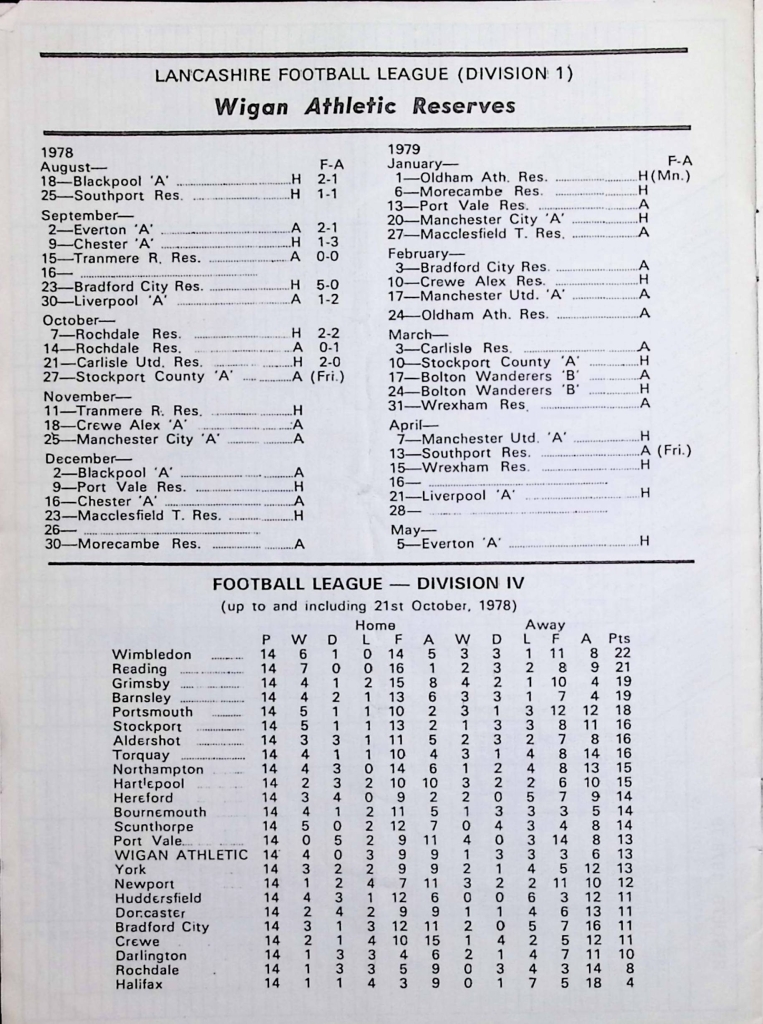 LANCASHIRE FOOTBALL LEAGUE (DIVISION 1)
Wigan Athletic Reserves
1978
August— F-A
18—Blackpool 'A' H 2-1
25—Southport Res. H 1-1
September—
2—Everton 'A' A 2-1
9—Chester 'A' H 1-3
15—Tranmere R. Res. A 0-0
16—
23—Bradford City Res. H 5-0
30—Liverpool 'A' A 1-2
October—
7—Rochdale Res. H 2-2
14—Rochdale Res. A 0-1
21—Carlisle Utd. Res. H 2-0
27—Stockport County 'A' A (Fri.)
November—
11—Tranmere R. Res. H
18—Crewe Alex 'A' A
25—Manchester City 'A' A
December—
2—Blackpool 'A' A
9—Port Vale Res. H
16—Chester 'A' A
23—Macclesfield T. Res. H
26—
30—Morecambe Res. A
1979
January— F-A
1—Oldham Ath. Res. H (Mn.)
6—Morecambe Res. H
13—Port Vale Res. A
20—Manchester City 'A' H
27—Macclesfield T. Res. A
February—
3—Bradford City Res. A
10—Crewe Alex Res. H
17—Manchester Utd. 'A' A
24—Oldham Ath. Res. A
March—
3—Carlisle Res. A
10—Stockport County 'A' H
17—Bolton Wanderers 'B' A
24—Bolton Wanderers 'B' H
31—Wrexham Res. A
April—
7—Manchester Utd. 'A' H
13—Southport Res. A (Fri.)
15—Wrexham Res. H
16—
21—Liverpool 'A' H
28—
May—
5—Everton 'A' H
FOOTBALL LEAGUE — DIVISION IV
(up to and including 21st October, 1978)
Home Away
P W D L F A W D L F A Pts
Wimbledon 14 6 1 0 14 5 3 3 1 11 8 22
Reading 14 7 0 0 16 1 2 3 2 8 9 21
Grimsby 14 4 1 2 15 8 4 2 1 10 4 19
Barnsley 14 4 2 1 13 6 3 3 1 7 4 19
Portsmouth 14 5 1 1 10 2 3 1 3 12 12 18
Stockport 14 5 1 1 13 2 1 3 3 8 11 16
Aldershot 14 3 3 1 11 5 2 3 2 7 8 16
Torquay 14 4 1 1 10 4 3 1 4 8 14 16
Northampton 14 4 3 0 14 6 1 2 4 8 13 15
Hartlepool 14 2 3 2 10 10 3 2 2 6 10 15
Hereford 14 3 4 0 9 2 2 0 5 7 9 14
Bournemouth 14 4 1 2 11 5 1 3 3 3 5 14
Scunthorpe 14 5 0 2 12 7 0 4 3 4 8 14
Port Vale 14 0 5 2 9 11 4 0 3 14 8 13
WIGAN ATHLETIC 14 4 0 3 9 9 1 3 3 3 6 13
York 14 3 2 2 9 9 2 1 4 5 12 13
Newport 14 1 2 4 7 11 3 2 2 11 10 12
Huddersfield 14 4 3 1 12 6 0 0 6 3 12 11
Doncaster 14 2 4 2 9 9 1 1 4 6 13 11
Bradford City 14 3 1 3 12 11 2 0 5 7 16 11
Crewe 14 2 1 4 10 15 1 4 2 5 12 11
Darlington 14 1 3 3 4 6 2 1 4 7 11 10
Rochdale 14 1 3 3 5 9 0 3 4 3 14 8
Halifax 14 1 1 4 3 9 0 1 7 5 18 4